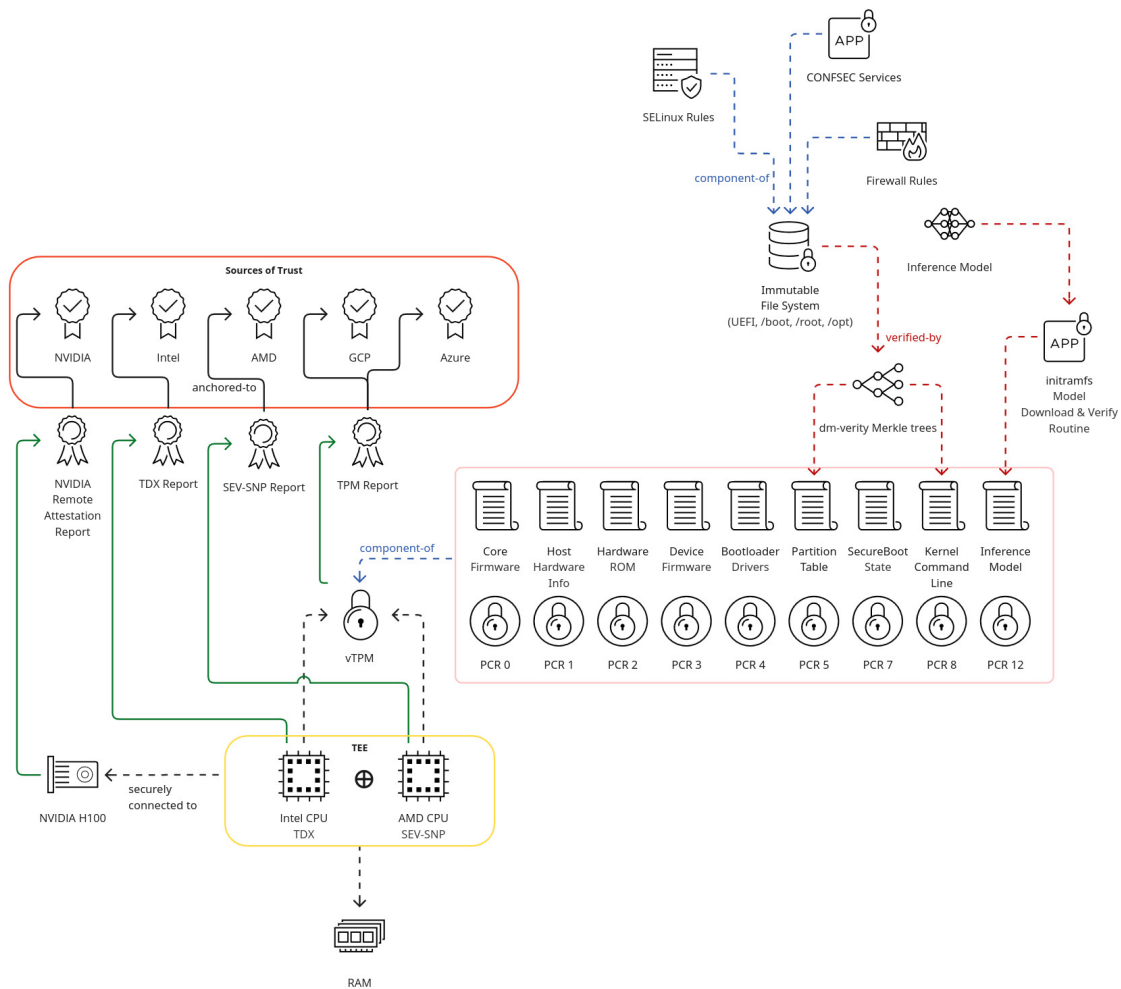 APP
CONFSEC Services
SELinux Rules
Firewall Rules
component-of
Inference Model
Immutable
File System
(UEFI, /boot, /root, /opt)
verified-by
APP
initramfs
Model
Download & Verify
Routine
dm-verity Merkle trees
Sources of Trust
NVIDIA
Intel
AMD
GCP
Azure
anchored-to
NVIDIA
Remote
Attestation
Report
TDX Report
SEV-SNP Report
TPM Report
component-of
Core
Firmware
Host
Hardware
Info
Hardware
ROM
Device
Firmware
Bootloader
Drivers
Partition
Table
SecureBoot
State
Kernel
Command
Line
Inference
Model
PCR 0
PCR 1
PCR 2
PCR 3
PCR 4
PCR 5
PCR 7
PCR 8
PCR 12
vTPM
TEE
Intel CPU
TDX
AMD CPU
SEV-SNP
securely
connected to
NVIDIA H100
RAM